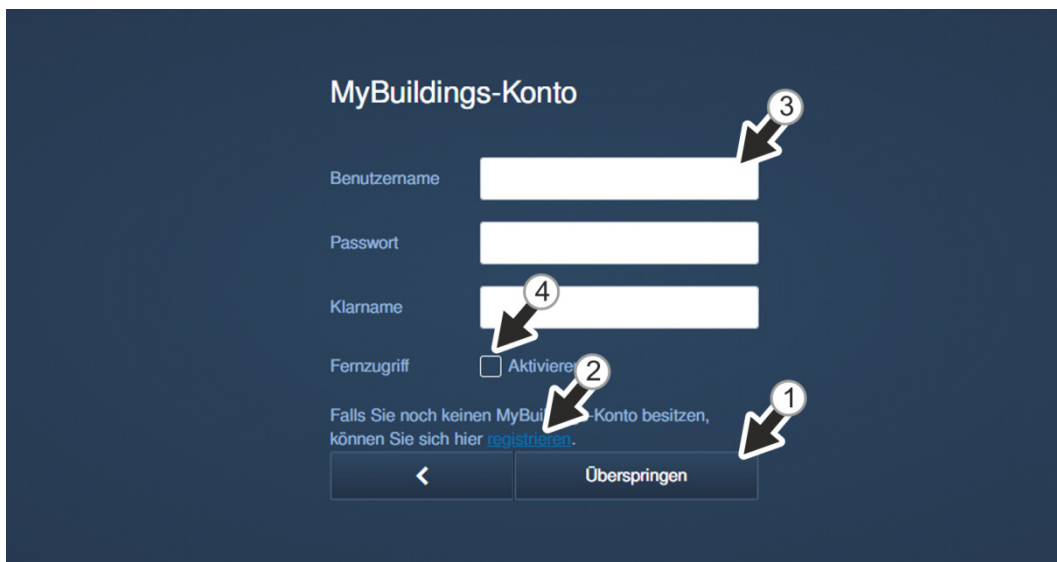 MyBuildings-Konto
3
Benutzername
Passwort
4
Klarname
Fernzugriff
2
1
Falls Sie noch keinen -Konto besitzen,
können Sie sich hier registrieren.
Überspringen